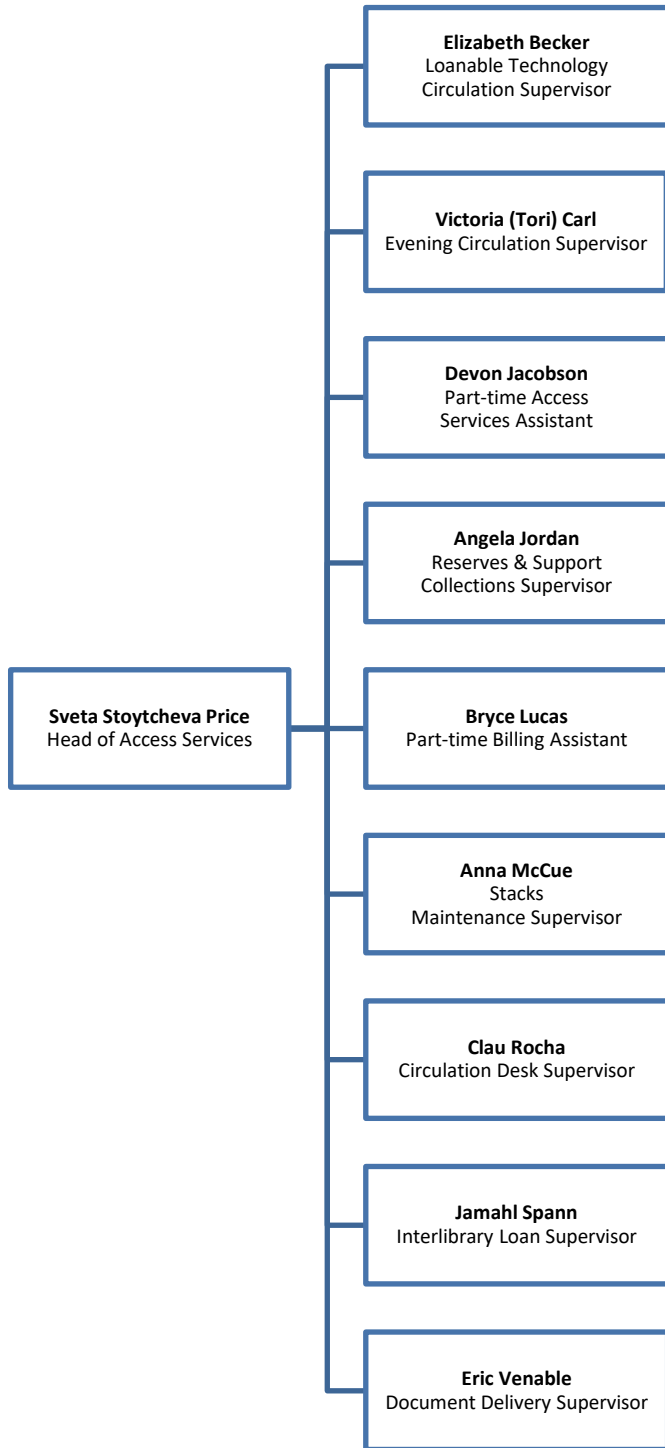 Elizabeth Becker
Loanable Technology
Circulation Supervisor
Victoria (Tori) Carl
Evening Circulation Supervisor
Devon Jacobson
Part-time Access
Services Assistant
Angela Jordan
Reserves & Support
Collections Supervisor
Sveta Stoytcheva Price
Head of Access Services
Bryce Lucas
Part-time Billing Assistant
Anna McCue
Stacks
Maintenance Supervisor
Clau Rocha
Circulation Desk Supervisor
Jamahl Spann
Interlibrary Loan Supervisor
Eric Venable
Document Delivery Supervisor